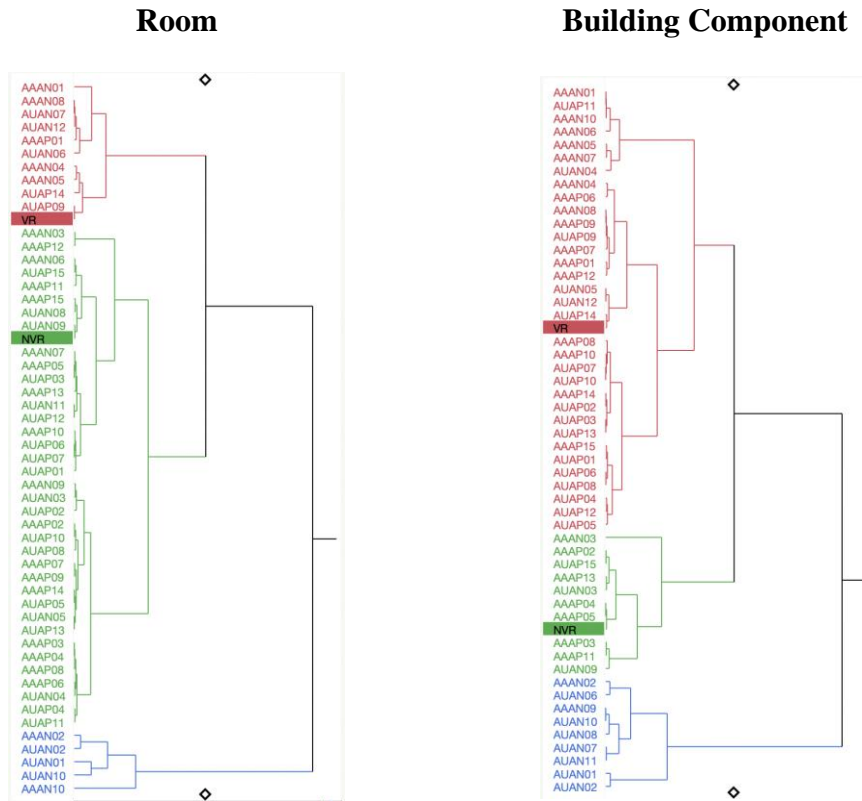 Room
AAAN01
AAAN08
AUAN07
AUAN12
AAAP01
AUAN06
AAAN04
AAAN05
AUAP14
AUAP09
VR
AAAN03
AAAP12
AAAN06
AUAP15
AAAP11
AAAP15
AUAN08
AUAN09
NVR
AAAN07
AAAP05
AUAP03
AAAP13
AUAN11
AUAP12
AAAP10
AUAP06
AUAP07
AUAP01
AAAN09
AUAN03
AUAP02
AAAP02
AUAP10
AUAP08
AAAP07
AAAP09
AAAP14
AUAP05
AUAN05
AUAP13
AAAP03
AAAP04
AAAP08
AAAP06
AUAN04
AUAP04
AUAP11
AAAN02
AUAN02
AUAN01
AUAN10
AAAN10
Building Component
AAAN01
AUAP11
AAAN10
AAAN06
AAAN05
AAAN07
AUAN04
AAAN04
AAAP06
AAAN08
AAAP09
AUAP09
AAAP07
AAAP01
AAAP12
AUAN05
AUAN12
AUAP14
VR
AAAP08
AAAP10
AUAP07
AUAP10
AAAP14
AUAP02
AUAP03
AUAP13
AAAP15
AUAP01
AUAP06
AUAP08
AUAP04
AUAP12
AUAP05
AAAN03
AAAP02
AUAP15
AAAP13
AUAN03
AAAP04
AAAP05
NVR
AAAP03
AAAP11
AUAN09
AAAN02
AUAN06
AAAN09
AUAN10
AUAN08
AUAN07
AUAN11
AUAN01
AUAN02